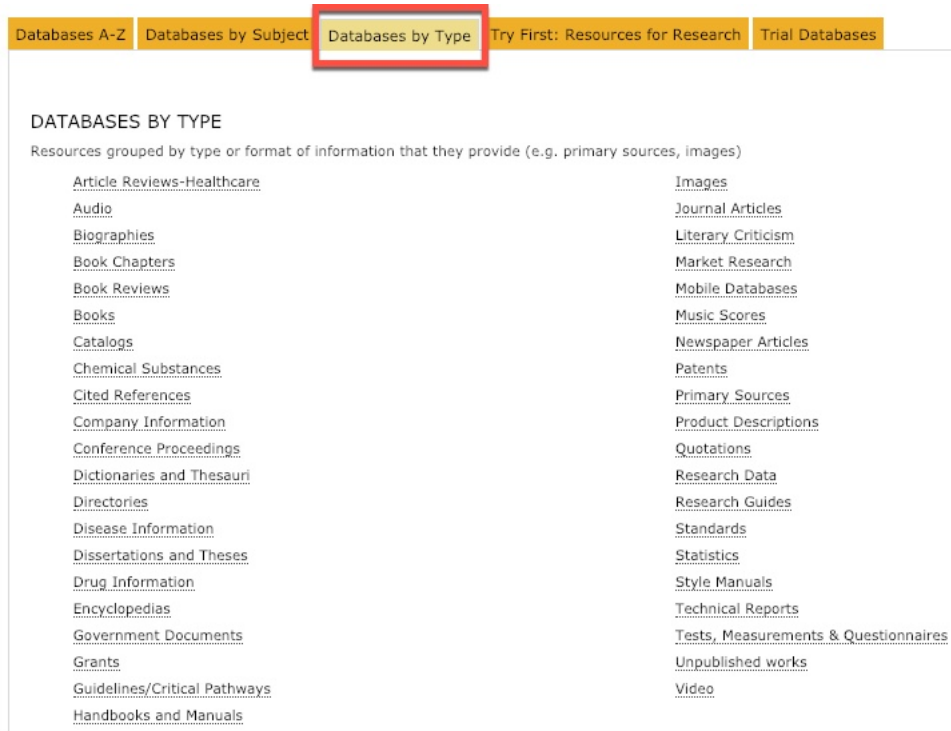 Databases A-Z Databases by Subject Databases by Type Try First: Resources for Research Trial Databases
DATABASES BY TYPE
Resources grouped by type or format of information that they provide (e.g. primary sources, images)
Article Reviews-Healthcare
Audio
Biographies
Book Chapters
Book Reviews
Books
Catalogs
Chemical Substances
Cited References
Company Information
Conference Proceedings
Dictionaries and Thesauri
Directories
Disease Information
Dissertations and Theses
Drug Information
Encyclopedias
Government Documents
Grants
Guidelines/Critical Pathways
Handbooks and Manuals
Images
Journal Articles
Literary Criticism
Market Research
Mobile Databases
Music Scores
Newspaper Articles
Patents
Primary Sources
Product Descriptions
Quotations
Research Data
Research Guides
Standards
Statistics
Style Manuals
Technical Reports
Tests, Measurements & Questionnaires
Unpublished works
Video